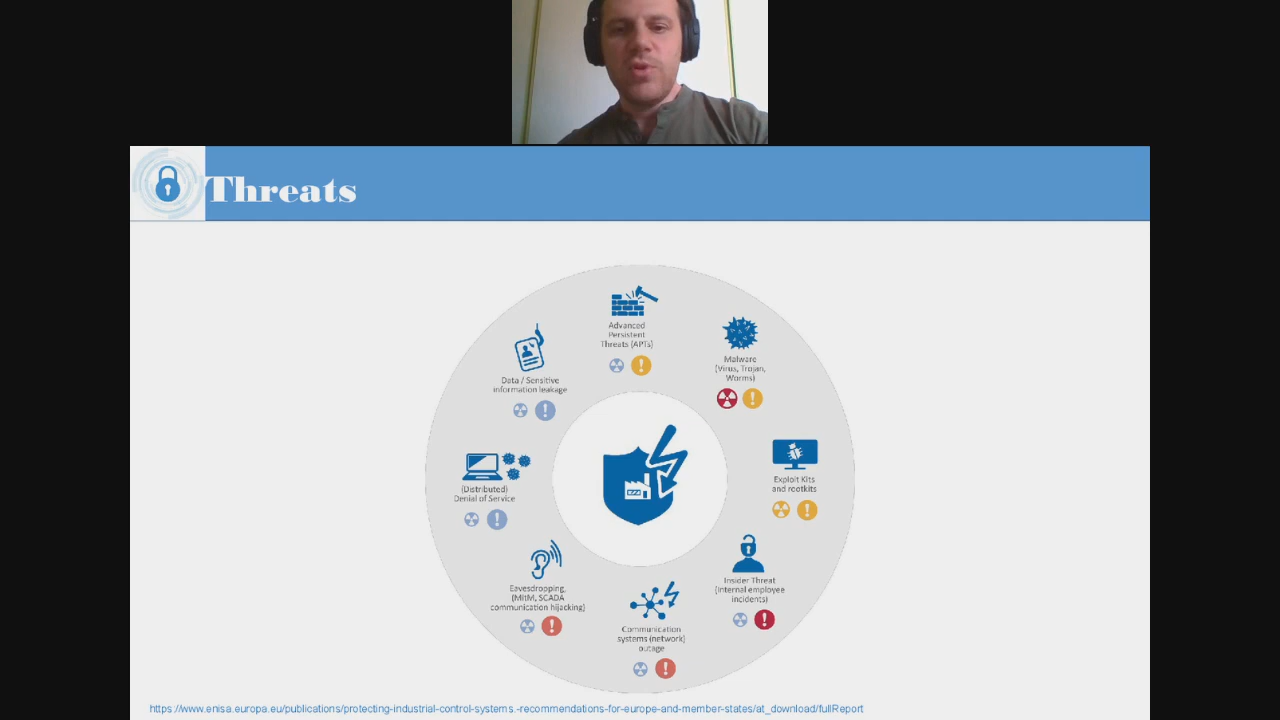 Threats
Advanced
Persistent
Threats (APTs)
Malware
(Virus, Trojan,
Worms)
Data / Sensitive
information leakage
Exploit Kits
and rootkits
(Distributed)
Denial of Service
Insider Threat
(internal employee
incidents)
Eavesdropping,
(MitM, SCADA
communication hijacking)
Communication
systems (network)
outage
https://www.enisa.europa.eu/publications/protecting-industrial-control-systems.-recommendations-for-europe-and-member-states/at_download/fullReport